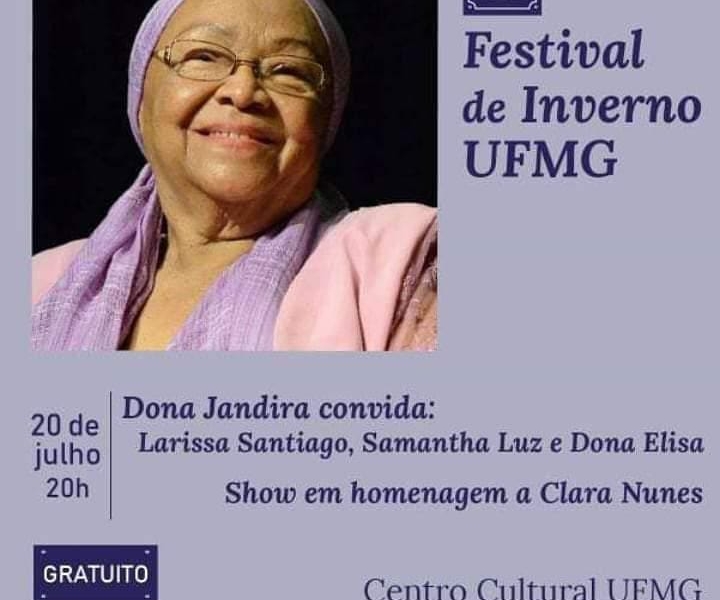 Festival
de Inverno
UFMG
20 de
julho
20h
Dona Jandira convida:
Larissa Santiago, Samantha Luz e Dona Elisa
Show em homenagem a Clara Nunes
GRATUITO
Centro Cultural UFMG